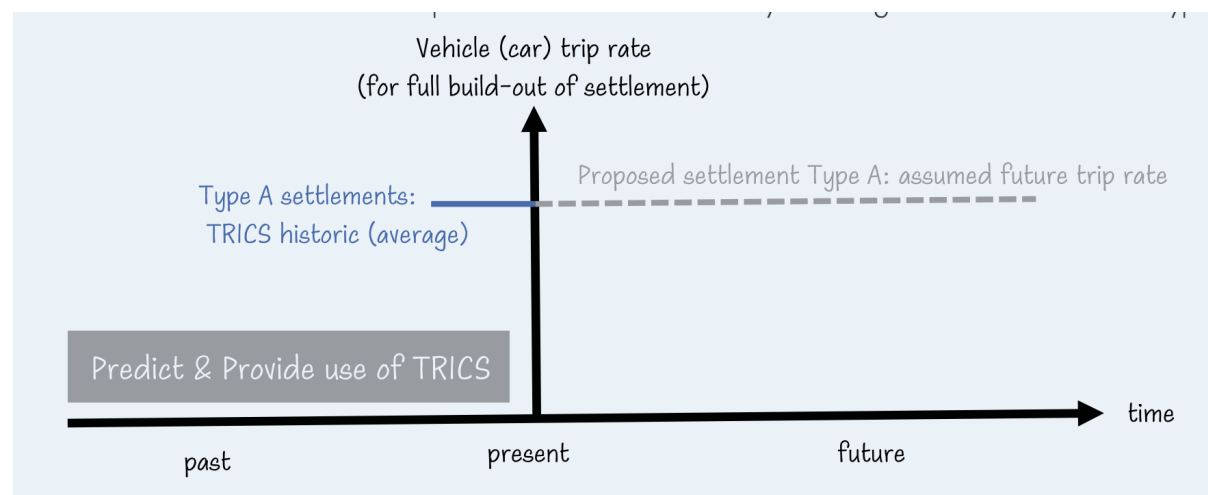 Vehicle (car) trip rate
(for full build-out of settlement)
Proposed settlement Type A: assumed future trip rate
Type A settlements:
TRICS historic (average)
Predict & Provide use of TRICS
time
past
present
future